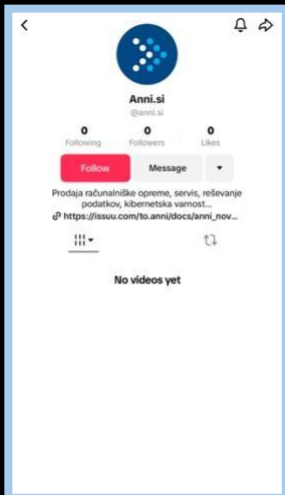 Anni.si
@anni.si
0 0 0
Following Followers Likes
Follow Message
Prodaja računalniške opreme, servis, reševanje
podatkov, kibernetska varnost...
https://issuu.com/to.anni/docs/anni_nov...
No videos yet